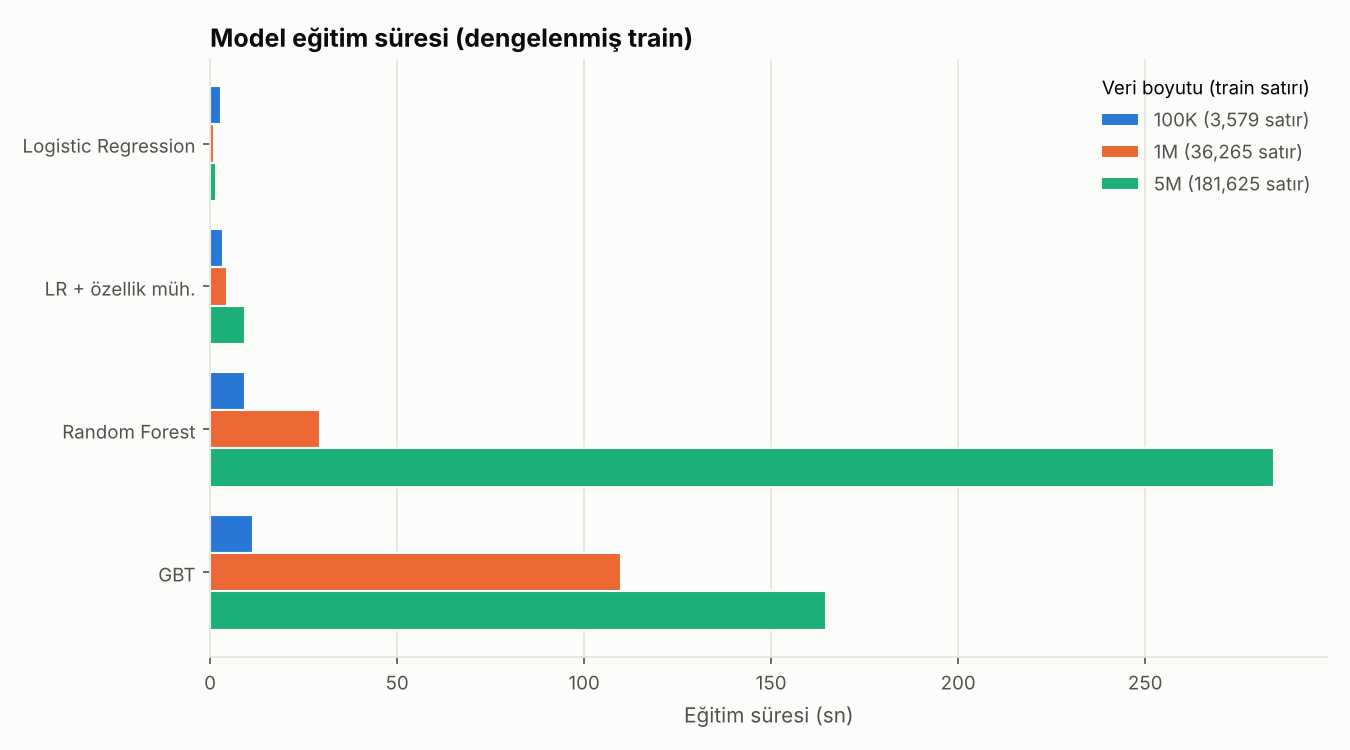 Model eğitim süresi (dengelenmiş train)
Veri boyutu (train satırı)
100K (3,579 satır)
1M (36,265 satır)
5M (181,625 satır)
Logistic Regression
LR + özellik müh.
Random Forest
GBT
0 50 100 150 200 250
Eğitim süresi (sn)